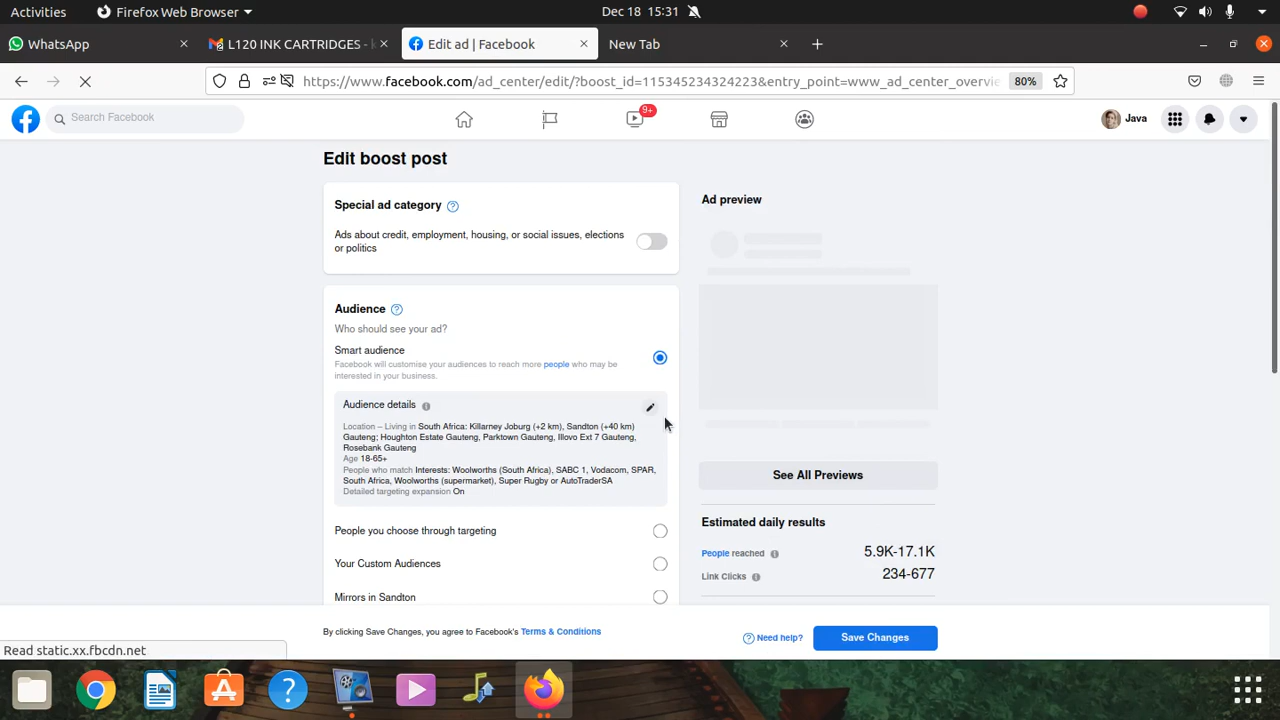 Activities Firefox Web Browser Dec 18 15:31
WhatsApp × L120 INK CARTRIDGES - k × Edit ad | Facebook × New Tab × +
https://www.facebook.com/ad_center/edit/?boost_id=115345234324223&entry_point=www_ad_center_overvie 80%
Search Facebook 9+ Java
Edit boost post
Special ad category
Ads about credit, employment, housing, or social issues, elections
or politics
Audience
Who should see your ad?
Smart audience
Facebook will customise your audiences to reach more people who may be
interested in your business.
Audience details
Location – Living in South Africa: Killarney Joburg (+2 km), Sandton (+40 km)
Gauteng; Houghton Estate Gauteng, Parktown Gauteng, Illovo Ext 7 Gauteng,
Rosebank Gauteng
Age 18-65+
People who match Interests: Woolworths (South Africa), SABC 1, Vodacom, SPAR,
South Africa, Woolworths (supermarket), Super Rugby or AutoTraderSA
Detailed targeting expansion On
People you choose through targeting
Your Custom Audiences
Mirrors in Sandton
Ad preview
See All Previews
Estimated daily results
People reached 5.9K-17.1K
Link Clicks 234-677
By clicking Save Changes, you agree to Facebook's Terms & Conditions
Need help? Save Changes
Read static.xx.fbcdn.net